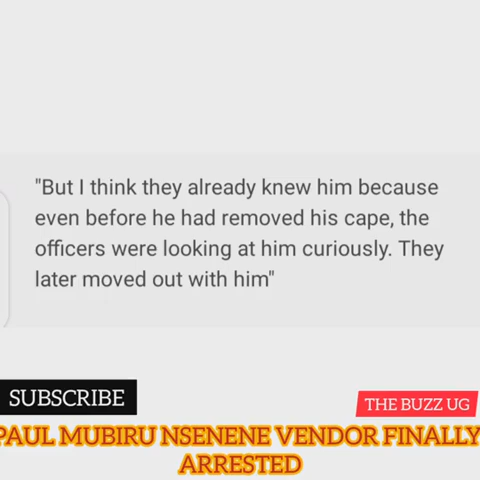 "But I think they already knew him because
even before he had removed his cape, the
officers were looking at him curiously. They
later moved out with him"
SUBSCRIBE
THE BUZZ UG
PAUL MUBIRU NSENENE VENDOR FINALLY
ARRESTED